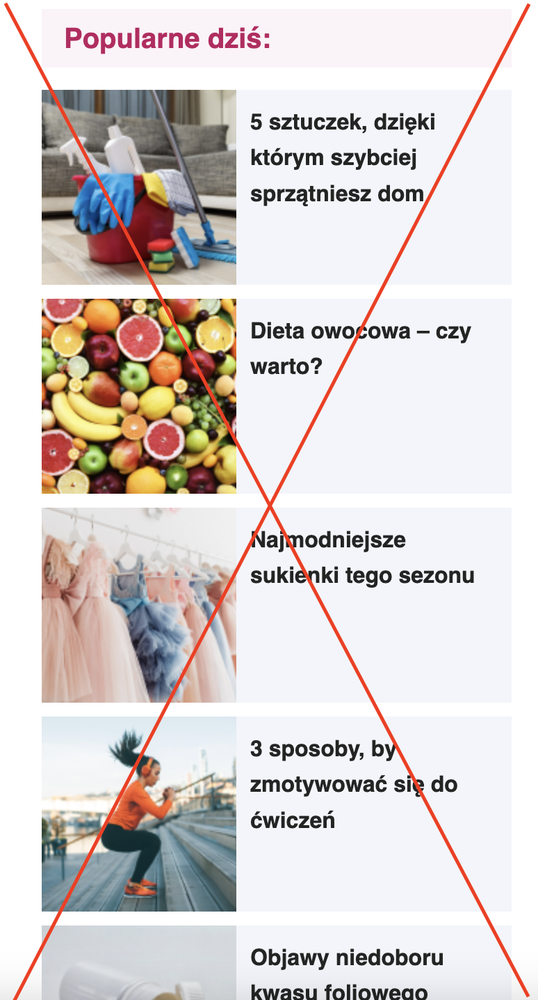 Popularne dziś:
5 sztuczek, dzięki
którym szybciej
sprzątniesz dom
Dieta owocowa – czy
warto?
Najmodniejsze
sukienki tego sezonu
3 sposoby, by
zmotywować się do
ćwiczeń
Objawy niedoboru
kwasu foliowego